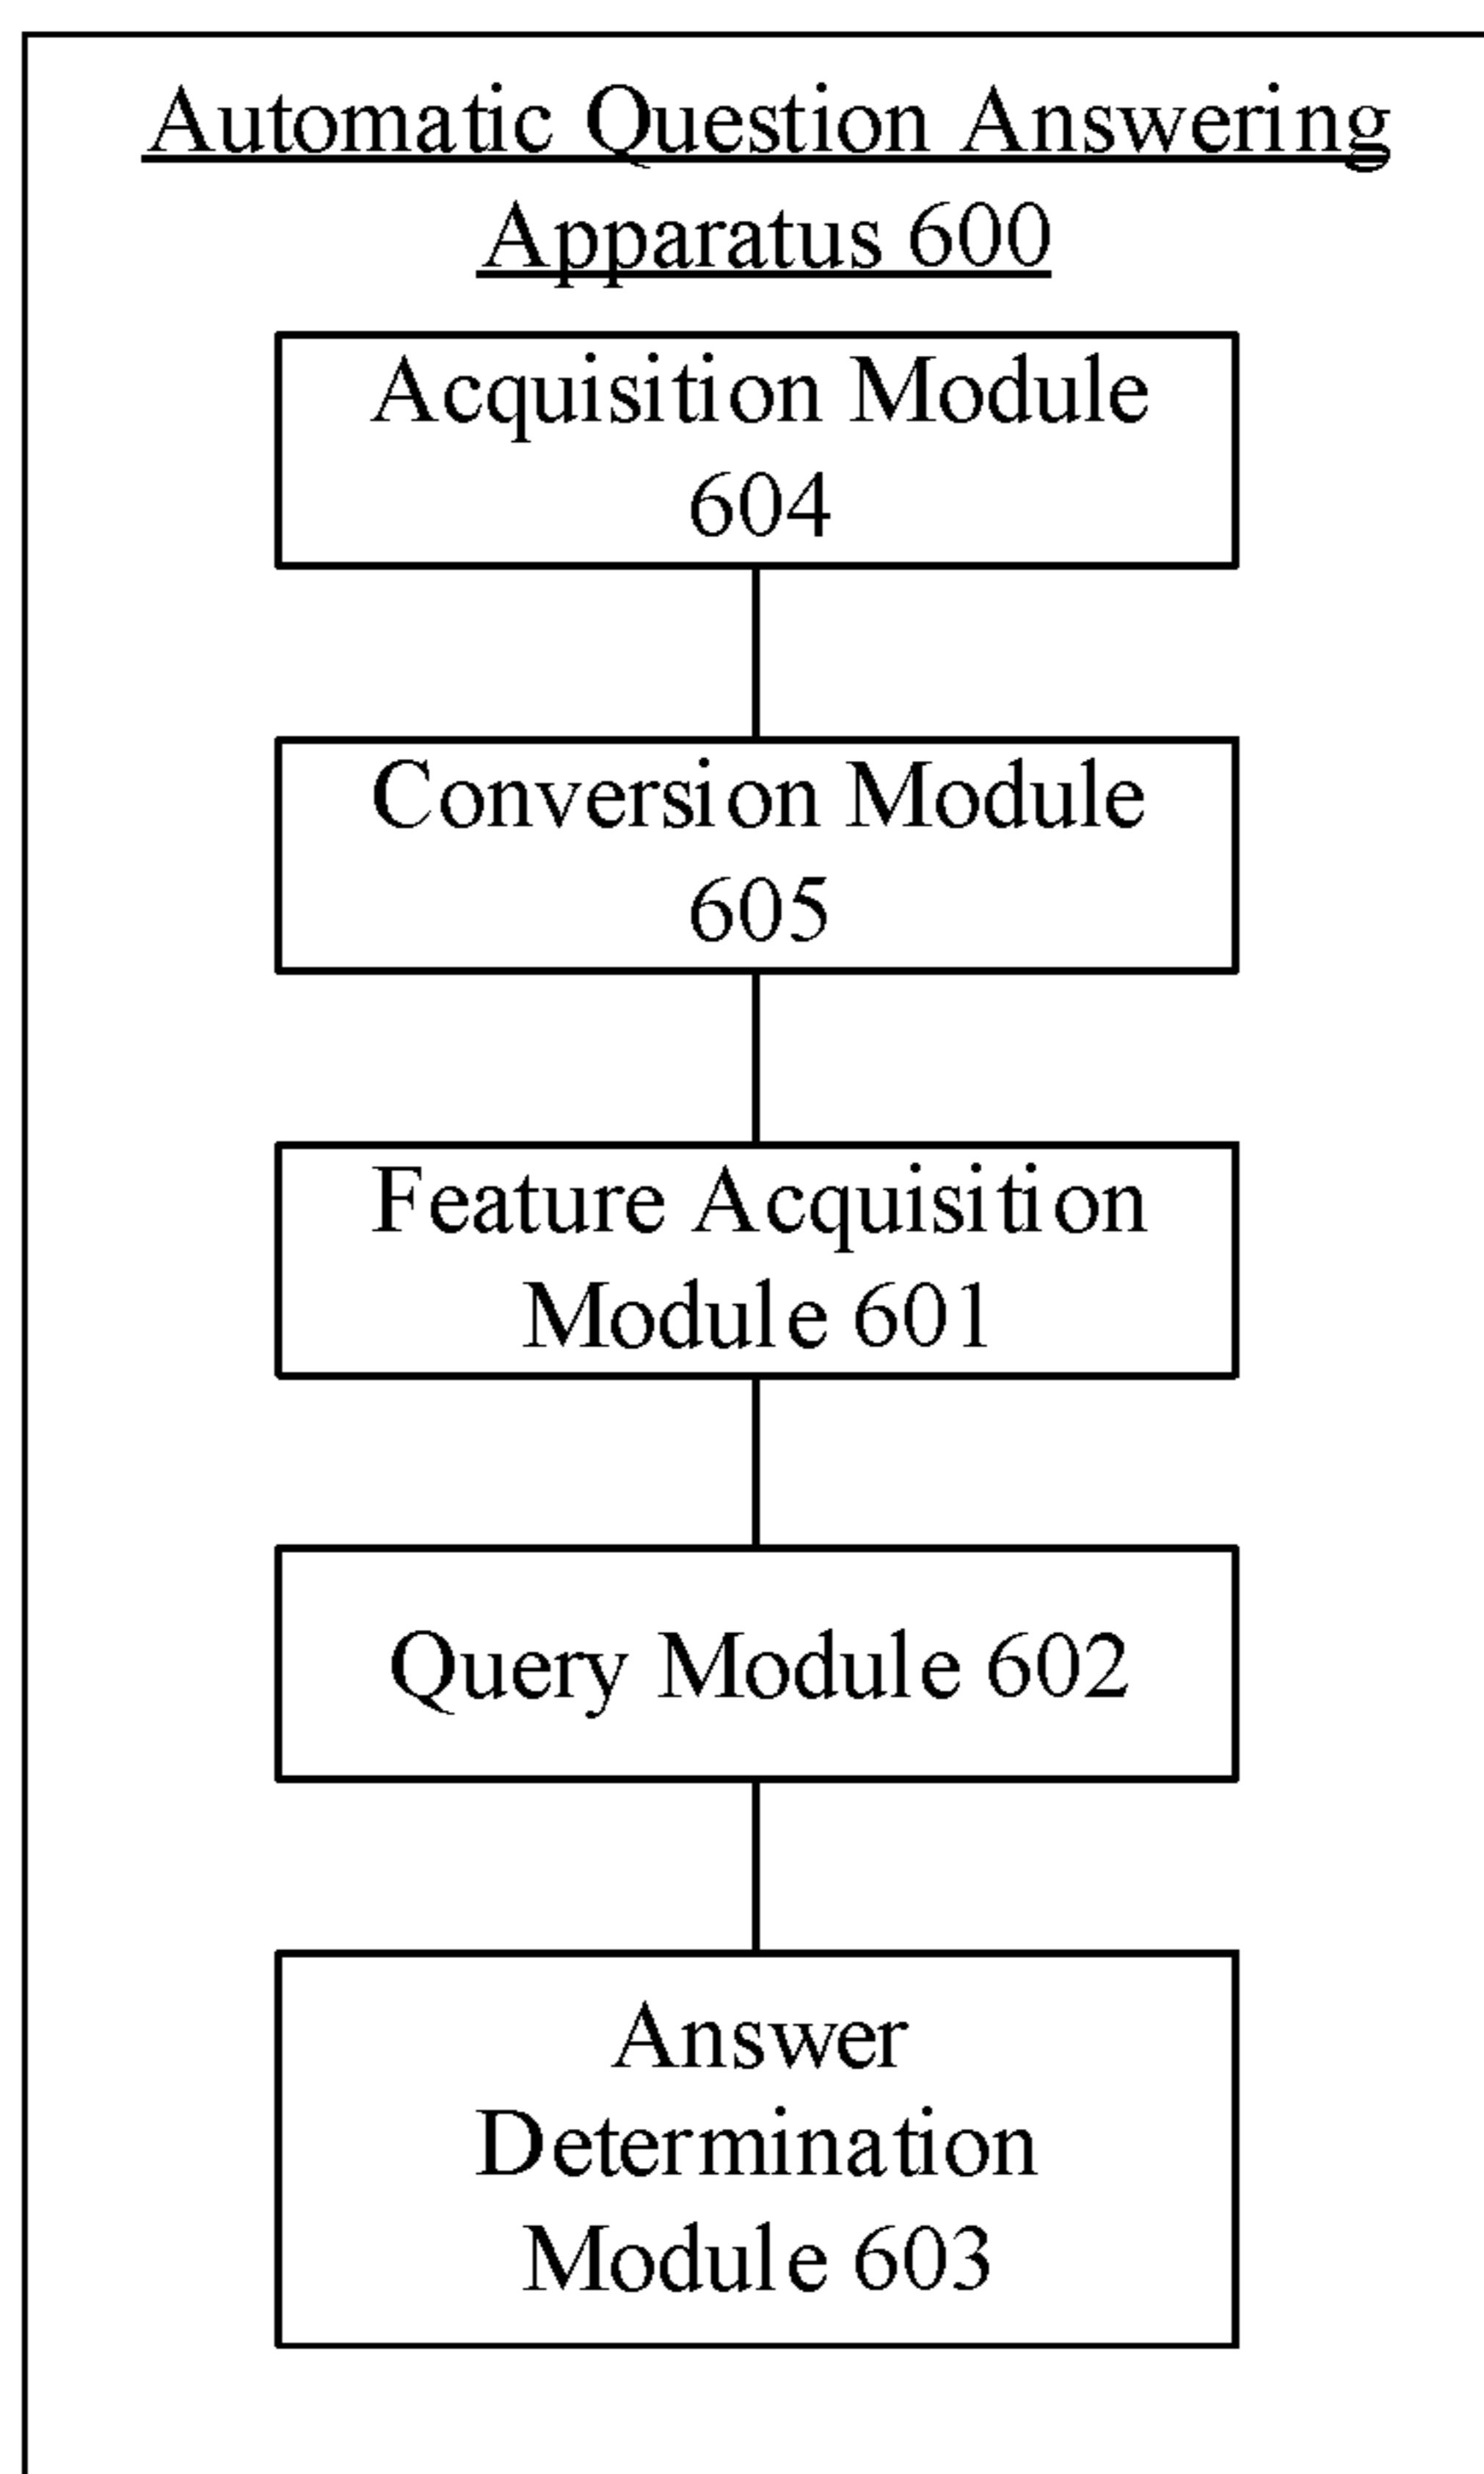 Automatic Question Answering
Apparatus 600
Acquisition Module
604
Conversion Module
605
Feature Acquisition
Module 601
Query Module 602
Answer
Determination
Module 603